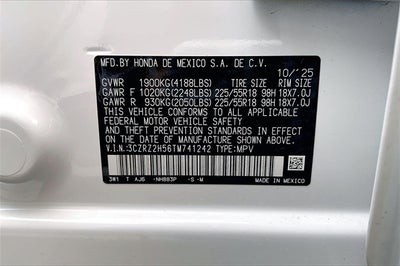 MFD.BY HONDA DE MEXICO S.A. DE C.V.
10/'25
GVWR 1900KG(4188LBS) TIRE SIZE RIM SIZE
GAWR F 1020KG(2248LBS) 225/55R18 98H 18X7.0J
GAWR R 930KG(2050LBS) 225/55R18 98H 18X7.0J
THIS VEHICLE CONFORMS TO ALL APPLICABLE
FEDERAL MOTOR VEHICLE SAFETY AND THEFT
PREVENTION STANDARDS IN EFFECT ON THE DATE
OF MANUFACTURE SHOWN ABOVE.
V.I.N:3CZRZ2H56TM741242 TYPE:MPV
3W1 T AJ6 -NH883P -S -M MADE IN MEXICO